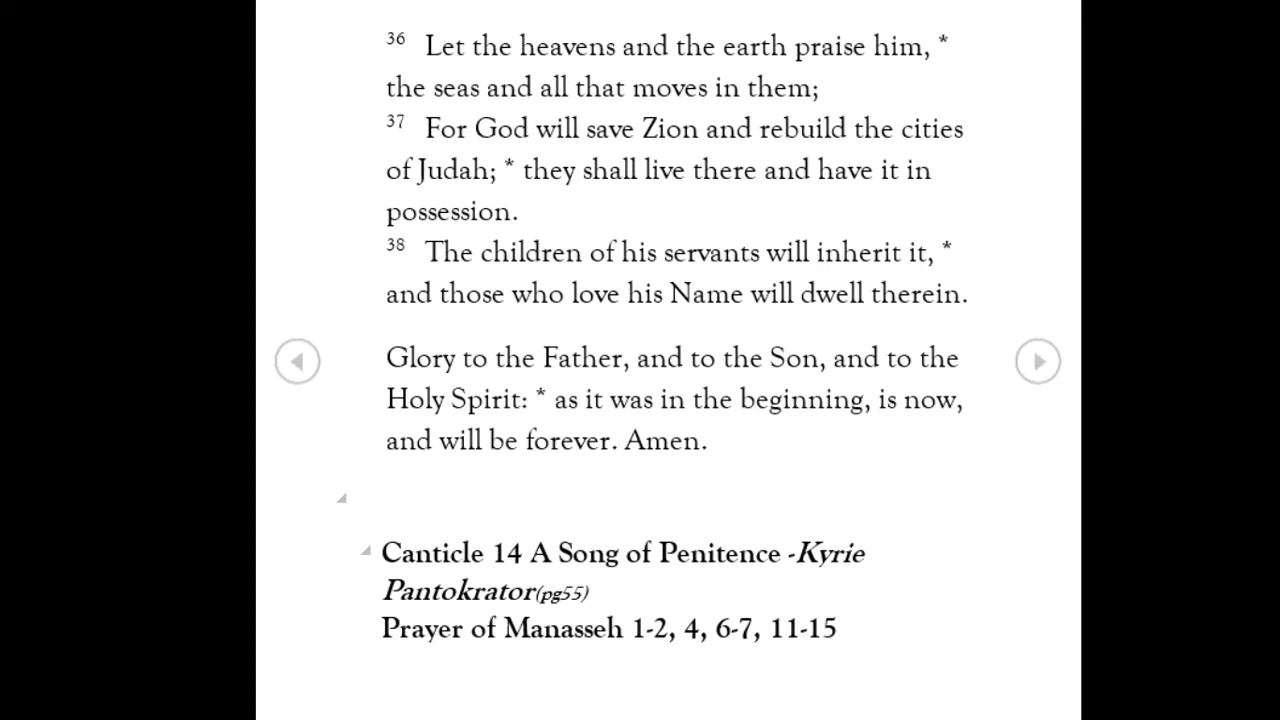 36 Let the heavens and the earth praise him, *
the seas and all that moves in them;
37 For God will save Zion and rebuild the cities
of Judah; * they shall live there and have it in
possession.
38 The children of his servants will inherit it, *
and those who love his Name will dwell therein.
Glory to the Father, and to the Son, and to the
Holy Spirit: * as it was in the beginning, is now,
and will be forever. Amen.
Canticle 14 A Song of Penitence -Kyrie
Pantokrator(pg55)
Prayer of Manasseh 1-2, 4, 6-7, 11-15